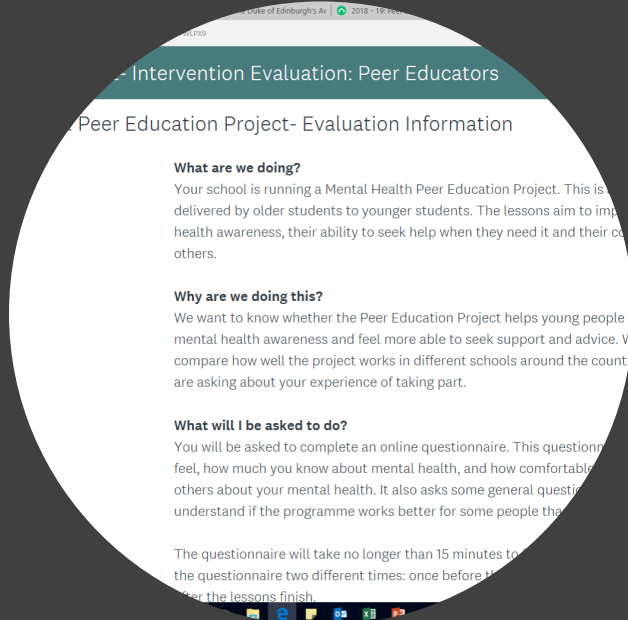 Duke of Edinburgh's Aw 2018 - 19:
WLPX9
- Intervention Evaluation: Peer Educators
Peer Education Project- Evaluation Information
What are we doing?
Your school is running a Mental Health Peer Education Project. This is
delivered by older students to younger students. The lessons aim to imp
health awareness, their ability to seek help when they need it and their co
others.
Why are we doing this?
We want to know whether the Peer Education Project helps young people
mental health awareness and feel more able to seek support and advice. W
compare how well the project works in different schools around the count
are asking about your experience of taking part.
What will I be asked to do?
You will be asked to complete an online questionnaire. This questionn
feel, how much you know about mental health, and how comfortable
others about your mental health. It also asks some general questio
understand if the programme works better for some people tha
The questionnaire will take no longer than 15 minutes to
the questionnaire two different times: once before th
after the lessons finish.